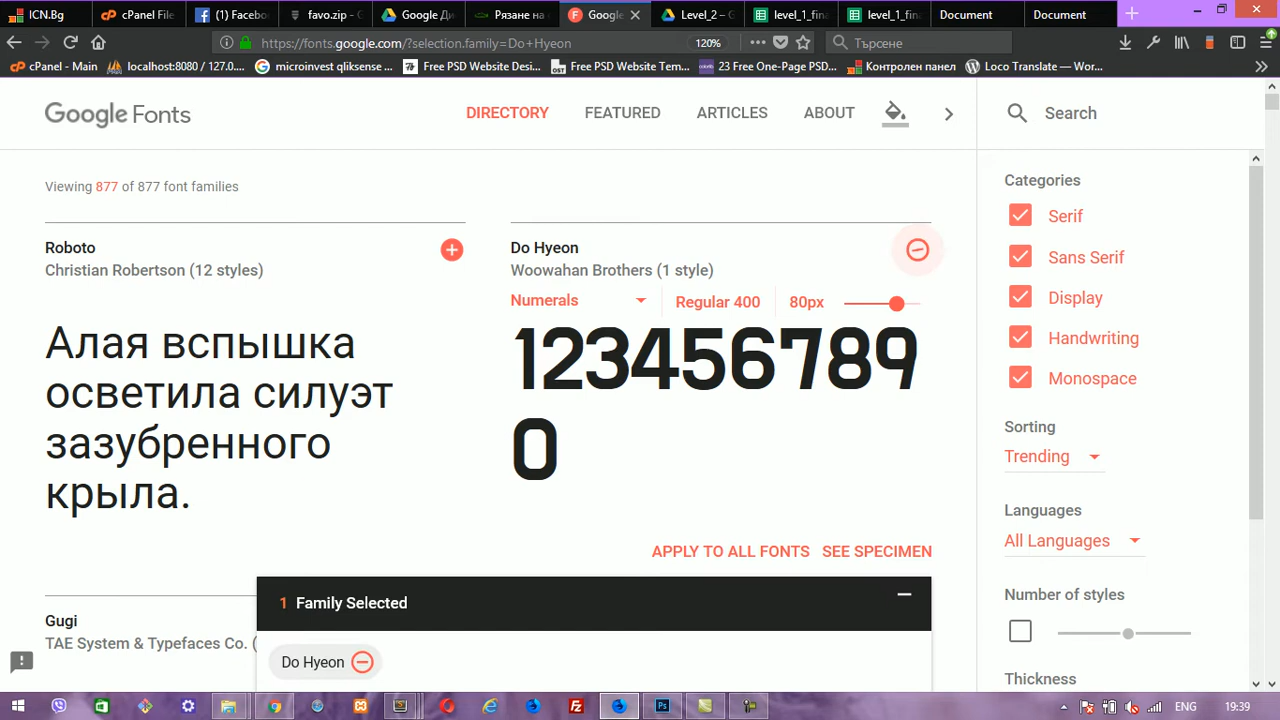 ICN.Bg
cPanel File
(1) Facebo
favo.zip - G
Google Ди
Рязане на
Google
Level_2 – G
level_1_fina
level_1_fina
Document
Document
https://fonts.google.com/?selection.family=Do+Hyeon
120%
Търсене
cPanel - Main
localhost:8080 / 127.0....
microinvest qliksense ...
Free PSD Website Desi...
Free PSD Website Tem...
23 Free One-Page PSD...
Контролен панел
Loco Translate — Wor...
Google Fonts
DIRECTORY
FEATURED
ARTICLES
ABOUT
Search
Viewing 877 of 877 font families
Roboto
Christian Robertson (12 styles)
Алая вспышка
осветила силуэт
зазубренного
крыла.
Do Hyeon
Woowahan Brothers (1 style)
Numerals
Regular 400
80px
123456789
0
APPLY TO ALL FONTS
SEE SPECIMEN
Gugi
TAE System & Typefaces Co. (
1 Family Selected
Do Hyeon
Categories
Serif
Sans Serif
Display
Handwriting
Monospace
Sorting
Trending
Languages
All Languages
Number of styles
Thickness
ENG
19:39